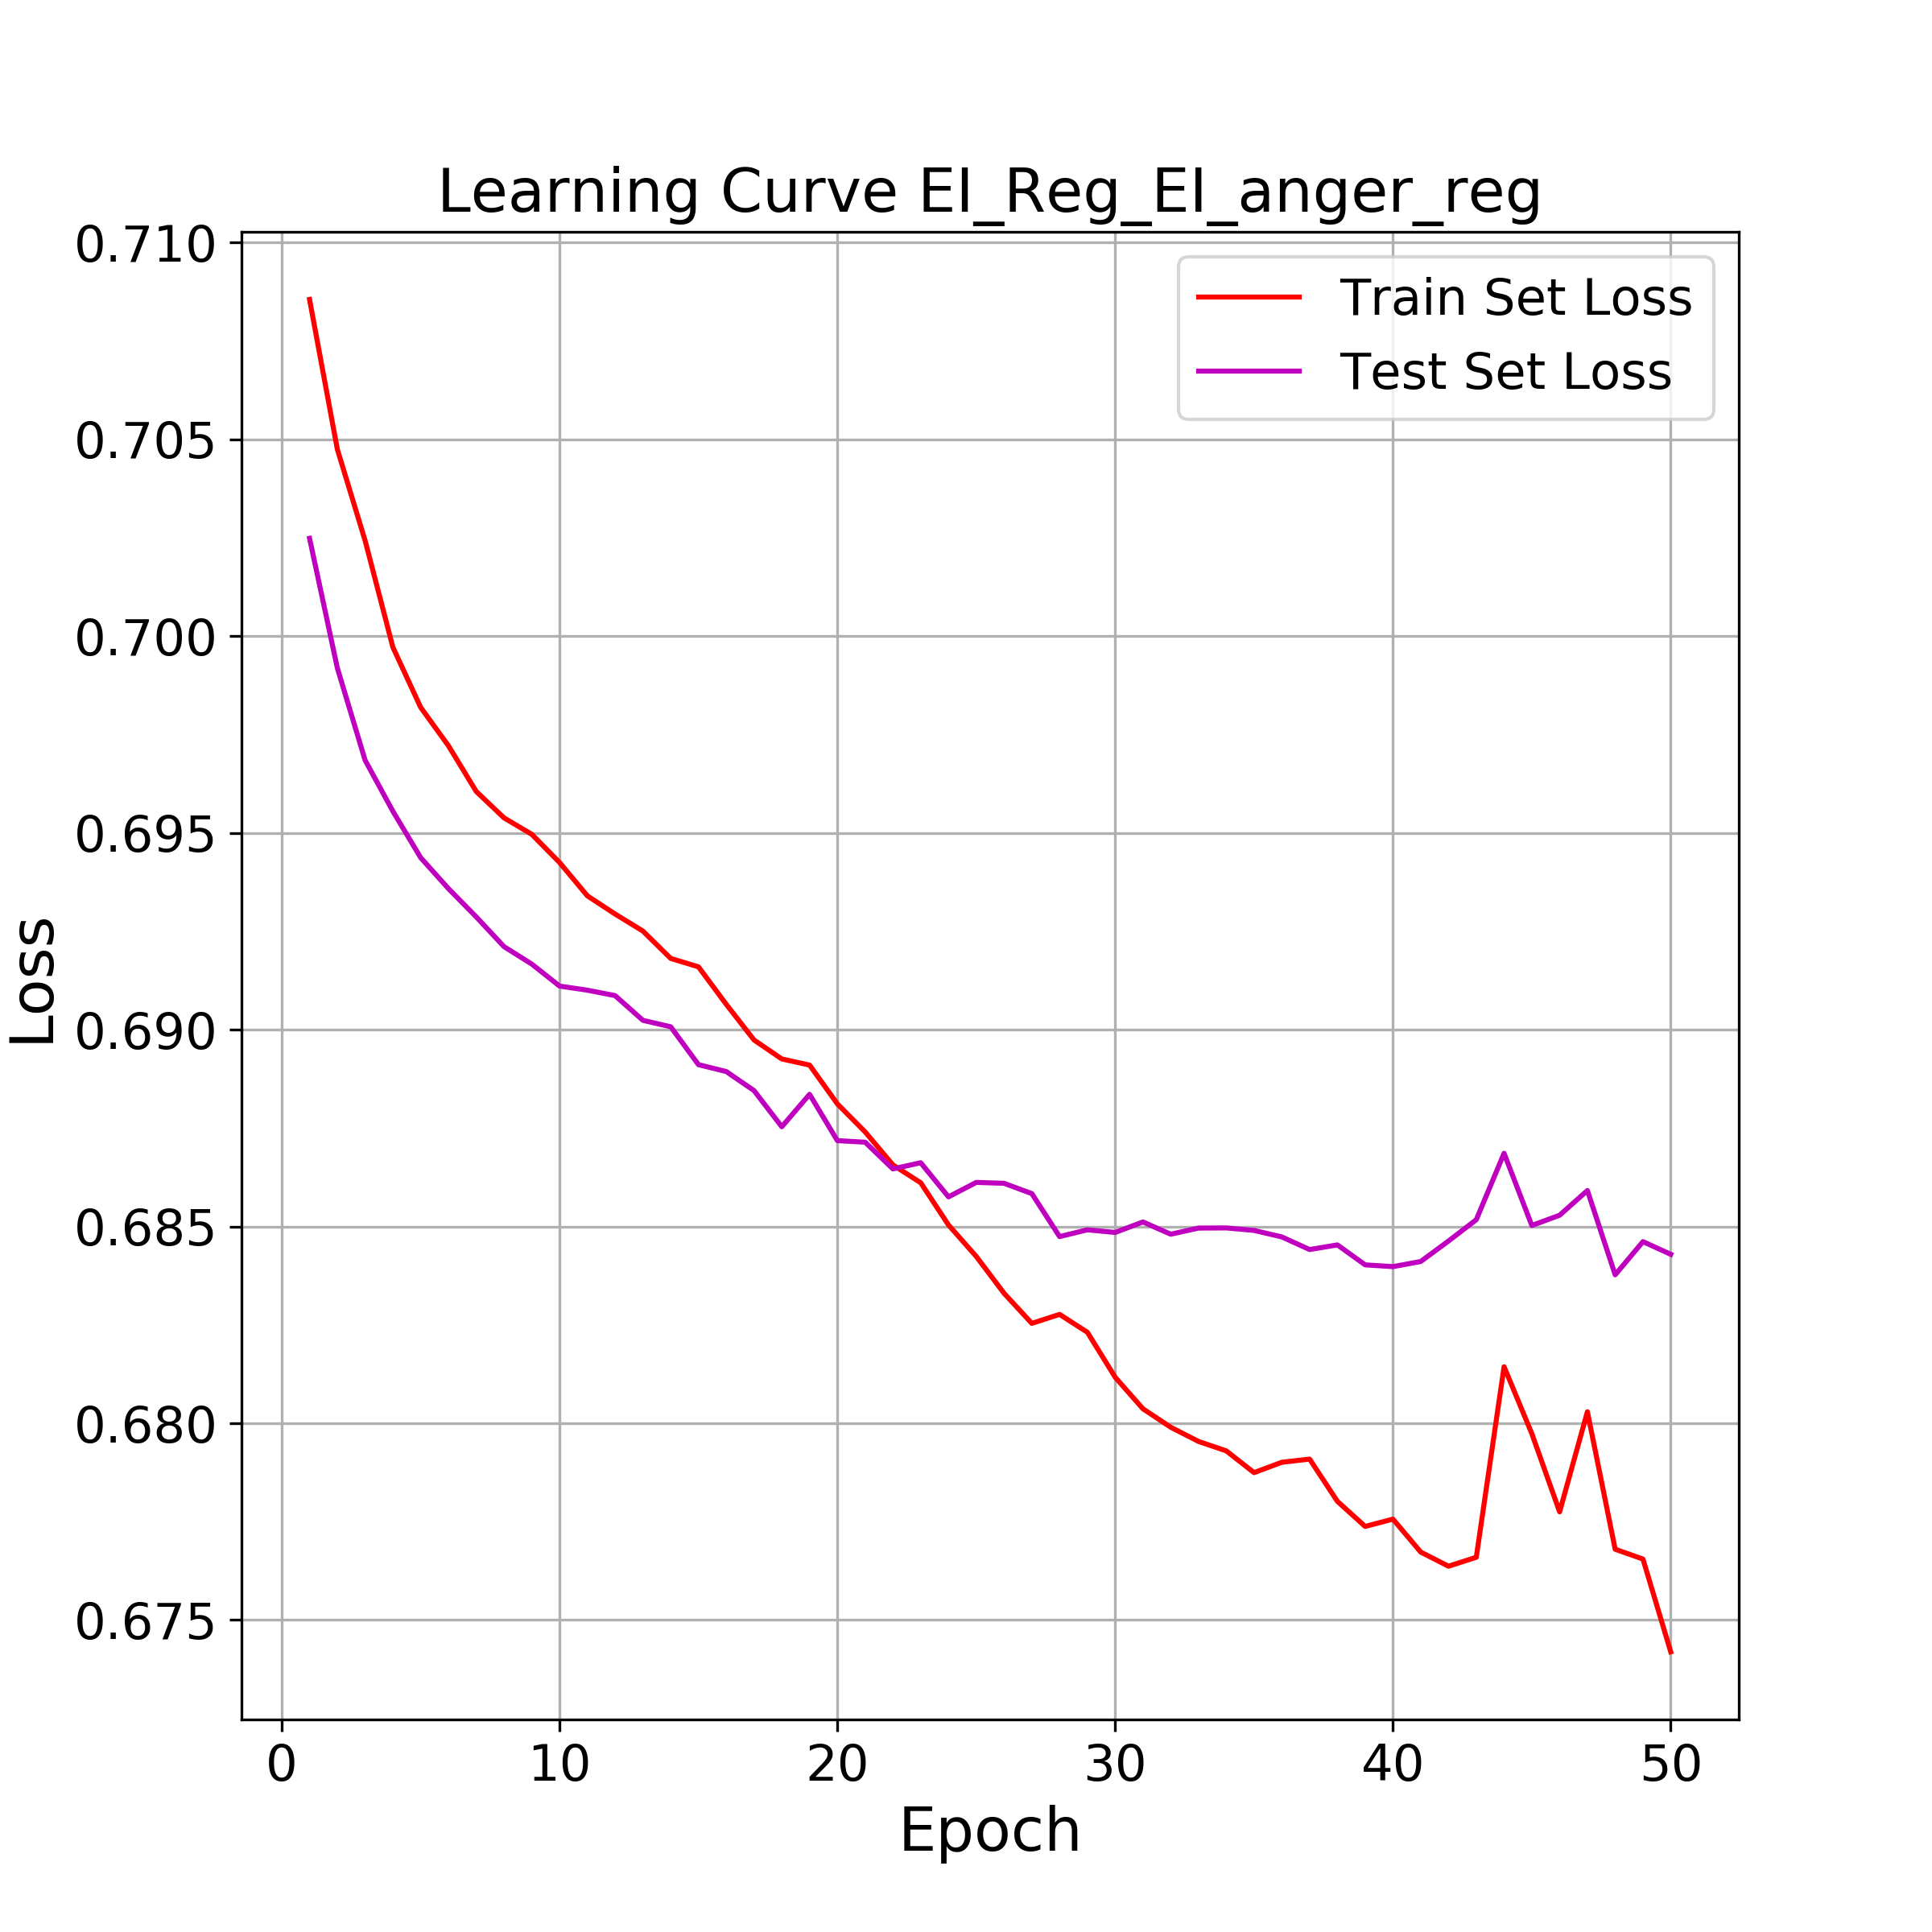 Learning Curve EI_Reg_EI_anger_reg
Train Set Loss
Test Set Loss
0.710
0.705
0.700
0.695
0.690
0.685
0.680
0.675
Loss
0 10 20 30 40 50
Epoch